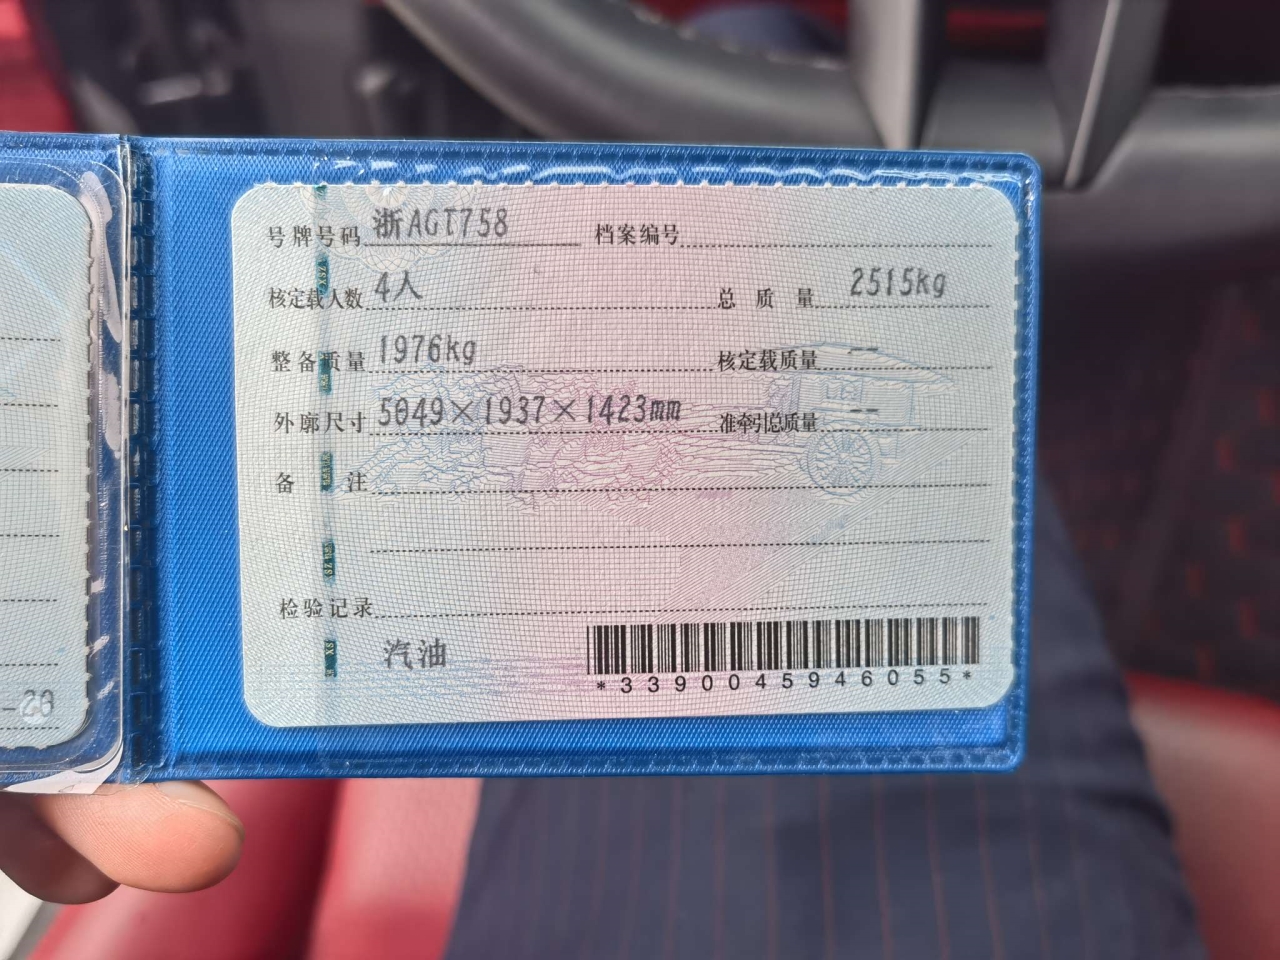 号牌号码 浙AGT758 档案编号
核定载人数 4人 总质量 2515kg
整备质量 1976kg 核定载质量 --
外廓尺寸 5049×1937×1423mm 准牵引总质量 --
备注
检验记录
汽油
*3390045946055*
-20